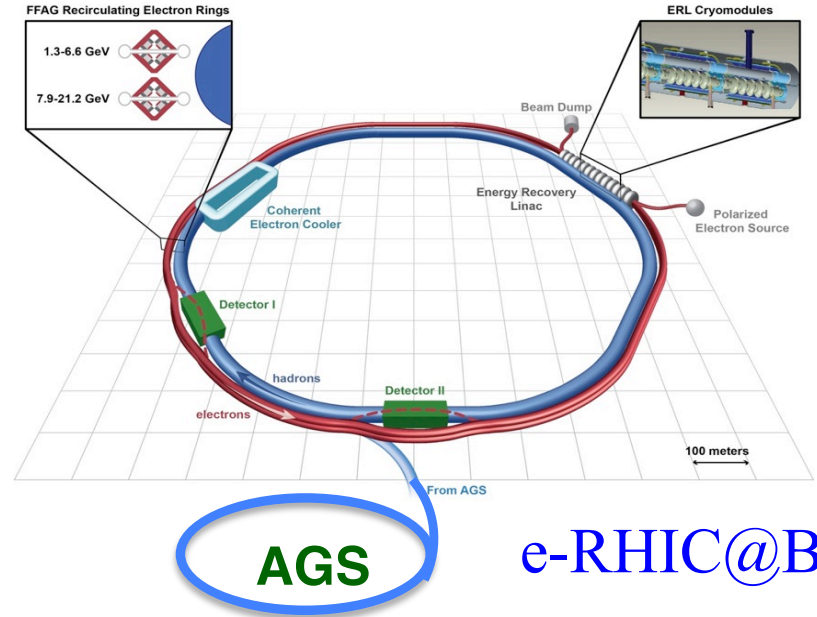 FFAG Recirculating Electron Rings
1.3-6.6 GeV
7.9-21.2 GeV
ERL Cryomodules
Beam Dump
Energy Recovery
Linac
Polarized
Electron Source
Coherent
Electron Cooler
Detector I
hadrons
Detector II
electrons
100 meters
From AGS
AGS
e-RHIC@B